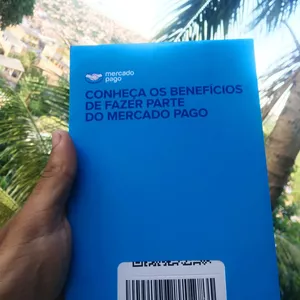 mercado
pago
CONHEÇA OS BENEFÍCIOS
DE FAZER PARTE
DO MERCADO PAGO